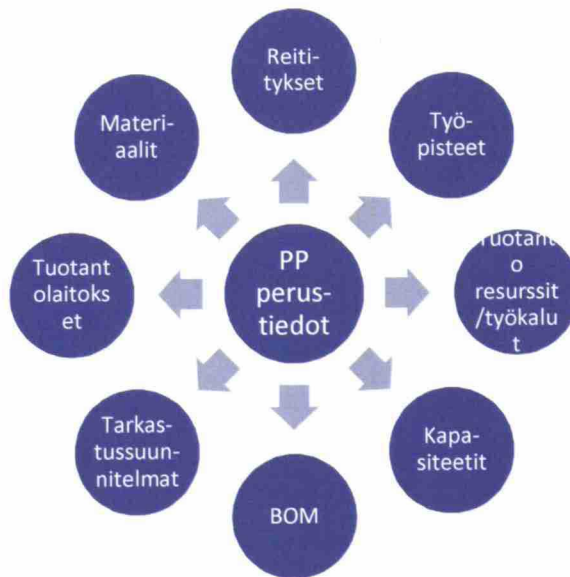 Reiti-
tykset
Materi-
aalit
Työ-
pisteet
Tuotant
olaitoks
et
PP
perus-
tiedot
Tuotant
o
resurssit
/työkalu
t
Tarkas-
tussuun-
nitelmat
Kapa-
siteetit
BOM